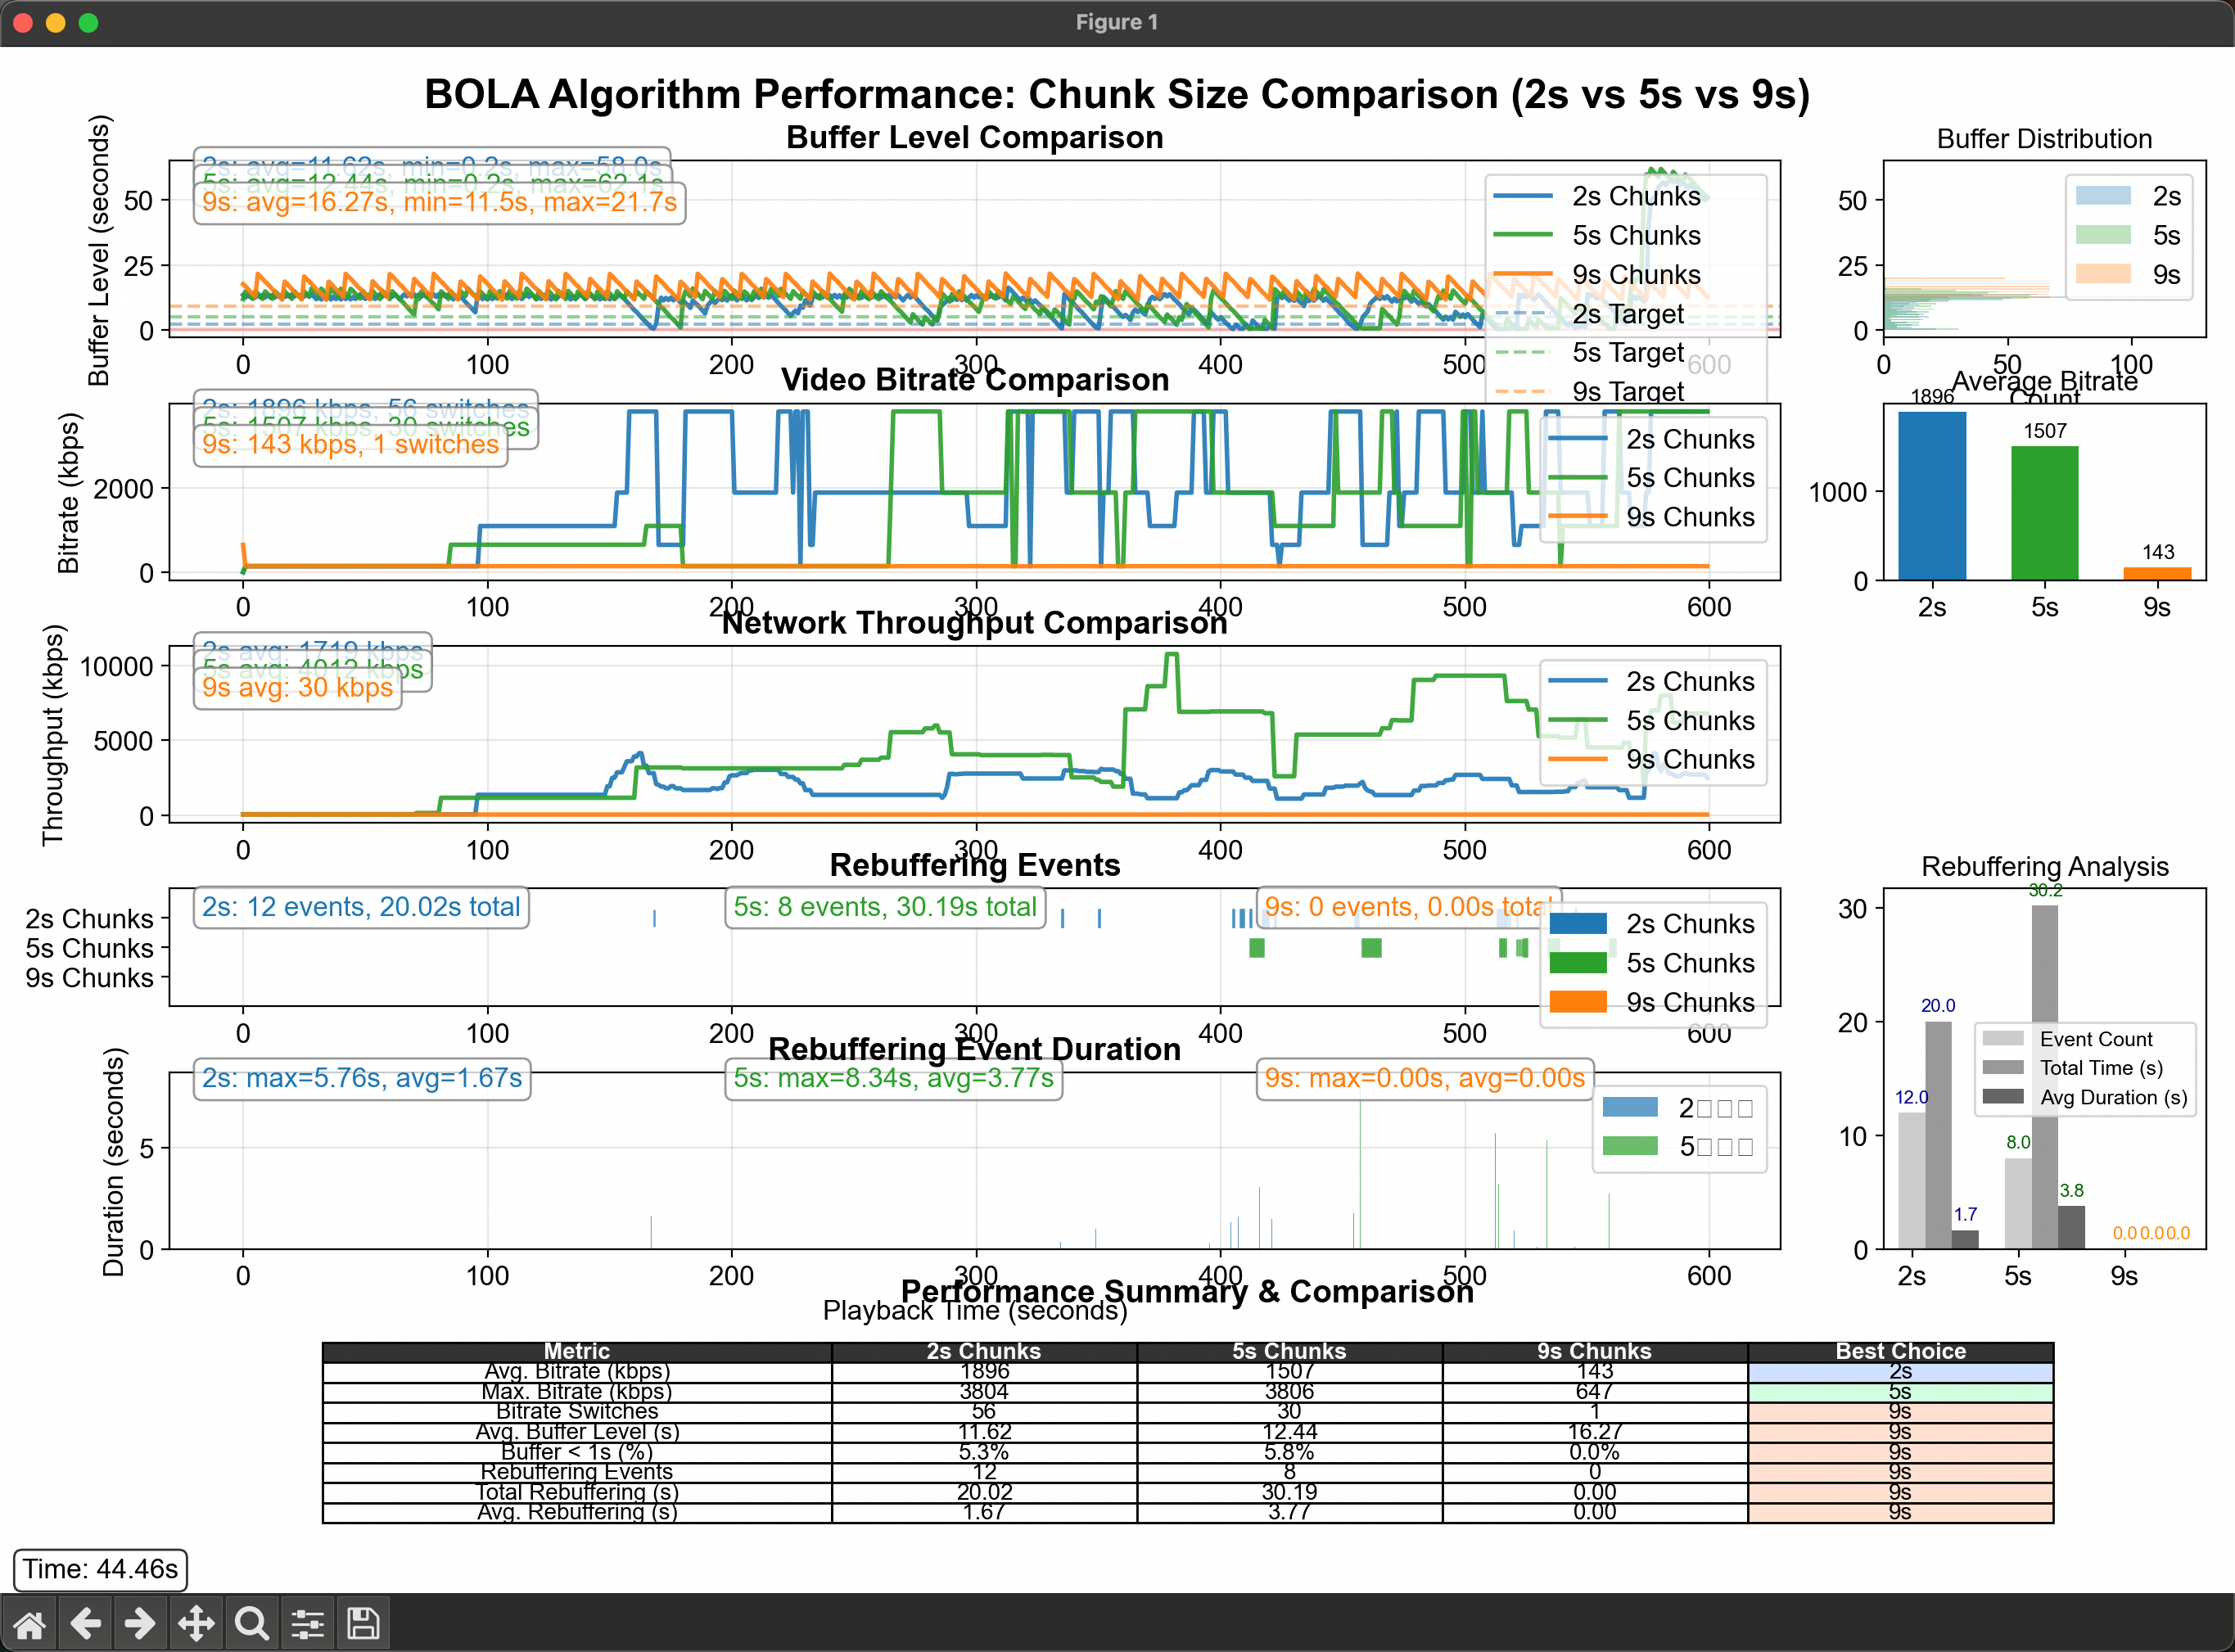 Figure 1
BOLA Algorithm Performance: Chunk Size Comparison (2s vs 5s vs 9s)
Buffer Level Comparison
Buffer Level (seconds)
50
25
0
2s: avg=11.62s, min=0.2s, max=58.0s
5s: avg=12.44s, min=0.2s, max=62.1s
9s: avg=16.27s, min=11.5s, max=21.7s
2s Chunks
5s Chunks
9s Chunks
2s Target
5s Target
9s Target
0 100 200 300 400 500 600
Buffer Distribution
50
25
0
2s
5s
9s
0 50 100
Count
Video Bitrate Comparison
Bitrate (kbps)
2000
0
2s: 1896 kbps, 56 switches
5s: 1507 kbps, 30 switches
9s: 143 kbps, 1 switches
2s Chunks
5s Chunks
9s Chunks
0 100 200 300 400 500 600
Average Bitrate
1000
0
1896
1507
143
2s 5s 9s
Network Throughput Comparison
Throughput (kbps)
10000
5000
0
2s avg: 1719 kbps
5s avg: 4012 kbps
9s avg: 30 kbps
2s Chunks
5s Chunks
9s Chunks
0 100 200 300 400 500 600
Rebuffering Events
2s Chunks
5s Chunks
9s Chunks
2s: 12 events, 20.02s total
5s: 8 events, 30.19s total
9s: 0 events, 0.00s total
2s Chunks
5s Chunks
9s Chunks
0 100 200 300 400 500 600
Rebuffering Analysis
30
20
10
0
12.0
20.0
1.7
8.0
30.2
3.8
0.0 0.0 0.0
Event Count
Total Time (s)
Avg Duration (s)
2s 5s 9s
Rebuffering Event Duration
Duration (seconds)
5
0
2s: max=5.76s, avg=1.67s
5s: max=8.34s, avg=3.77s
9s: max=0.00s, avg=0.00s
2□□□
5□□□
0 100 200 300 400 500 600
Playback Time (seconds)
Performance Summary & Comparison
Metric 2s Chunks 5s Chunks 9s Chunks Best Choice
Avg. Bitrate (kbps) 1896 1507 143 2s
Max. Bitrate (kbps) 3804 3806 647 5s
Bitrate Switches 56 30 1 9s
Avg. Buffer Level (s) 11.62 12.44 16.27 9s
Buffer < 1s (%) 5.3% 5.8% 0.0% 9s
Rebuffering Events 12 8 0 9s
Total Rebuffering (s) 20.02 30.19 0.00 9s
Avg. Rebuffering (s) 1.67 3.77 0.00 9s
Time: 44.46s